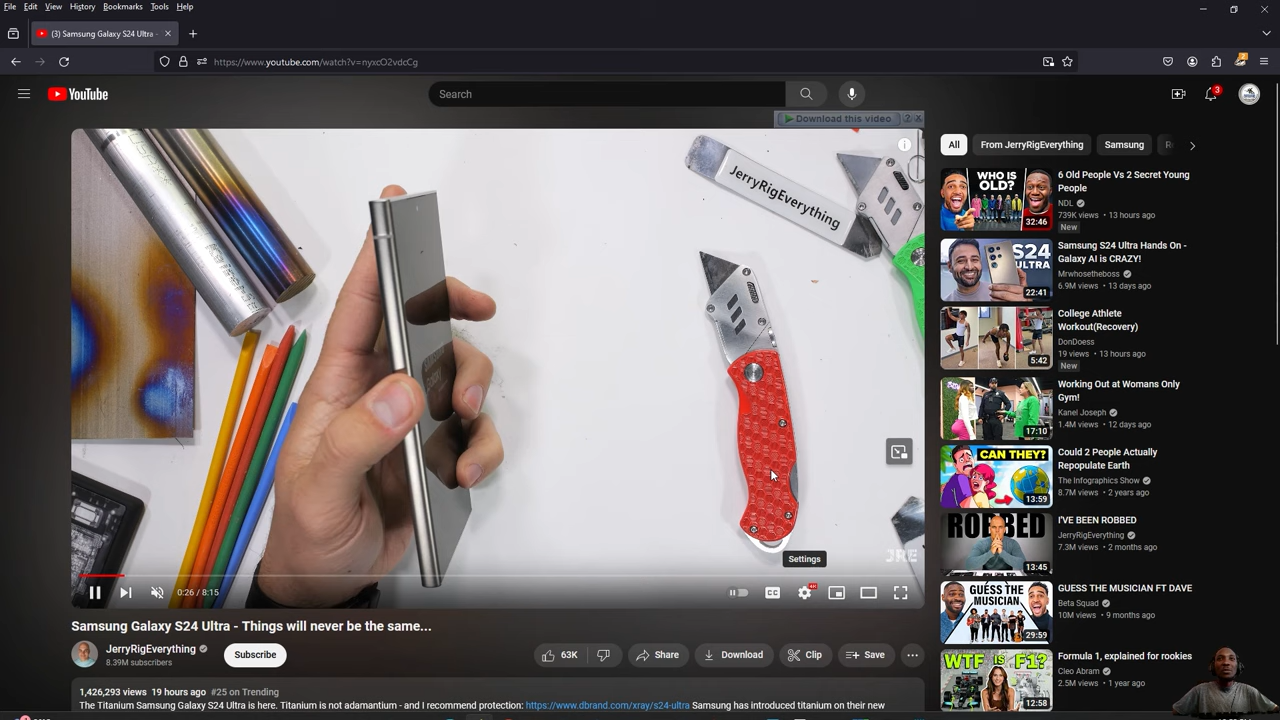 File Edit View History Bookmarks Tools Help
(3) Samsung Galaxy S24 Ultra -
https://www.youtube.com/watch?v=nyxcO2vdcCg
2
YouTube
Search
3
Download this video
?
JerryRigEverything
JRE
Settings
0:26 / 8:15
CC
Samsung Galaxy S24 Ultra - Things will never be the same...
JerryRigEverything
8.39M subscribers
Subscribe
63K
Share
Download
Clip
Save
1,426,293 views 19 hours ago #25 on Trending
The Titanium Samsung Galaxy S24 Ultra is here. Titanium is not adamantium - and I recommend protection: https://www.dbrand.com/xray/s24-ultra Samsung has introduced titanium on their new
All
From JerryRigEverything
Samsung
WHO IS
OLD?
32:46
6 Old People Vs 2 Secret Young
People
NDL
739K views • 13 hours ago
New
S24
ULTRA
22:41
Samsung S24 Ultra Hands On -
Galaxy AI is CRAZY!
Mrwhosetheboss
6.9M views • 13 days ago
5:42
College Athlete
Workout(Recovery)
DonDoess
19 views • 13 hours ago
New
17:10
Working Out at Womans Only
Gym!
Kanel Joseph
1.4M views • 12 days ago
CAN THEY?
13:59
Could 2 People Actually
Repopulate Earth
The Infographics Show
8.7M views • 2 years ago
ROBBED
13:45
I'VE BEEN ROBBED
JerryRigEverything
7.3M views • 2 months ago
GUESS THE
MUSICIAN
29:59
GUESS THE MUSICIAN FT DAVE
Beta Squad
10M views • 9 months ago
WTF IS F1?
12:58
Formula 1, explained for rookies
Cleo Abram
2.5M views • 1 year ago